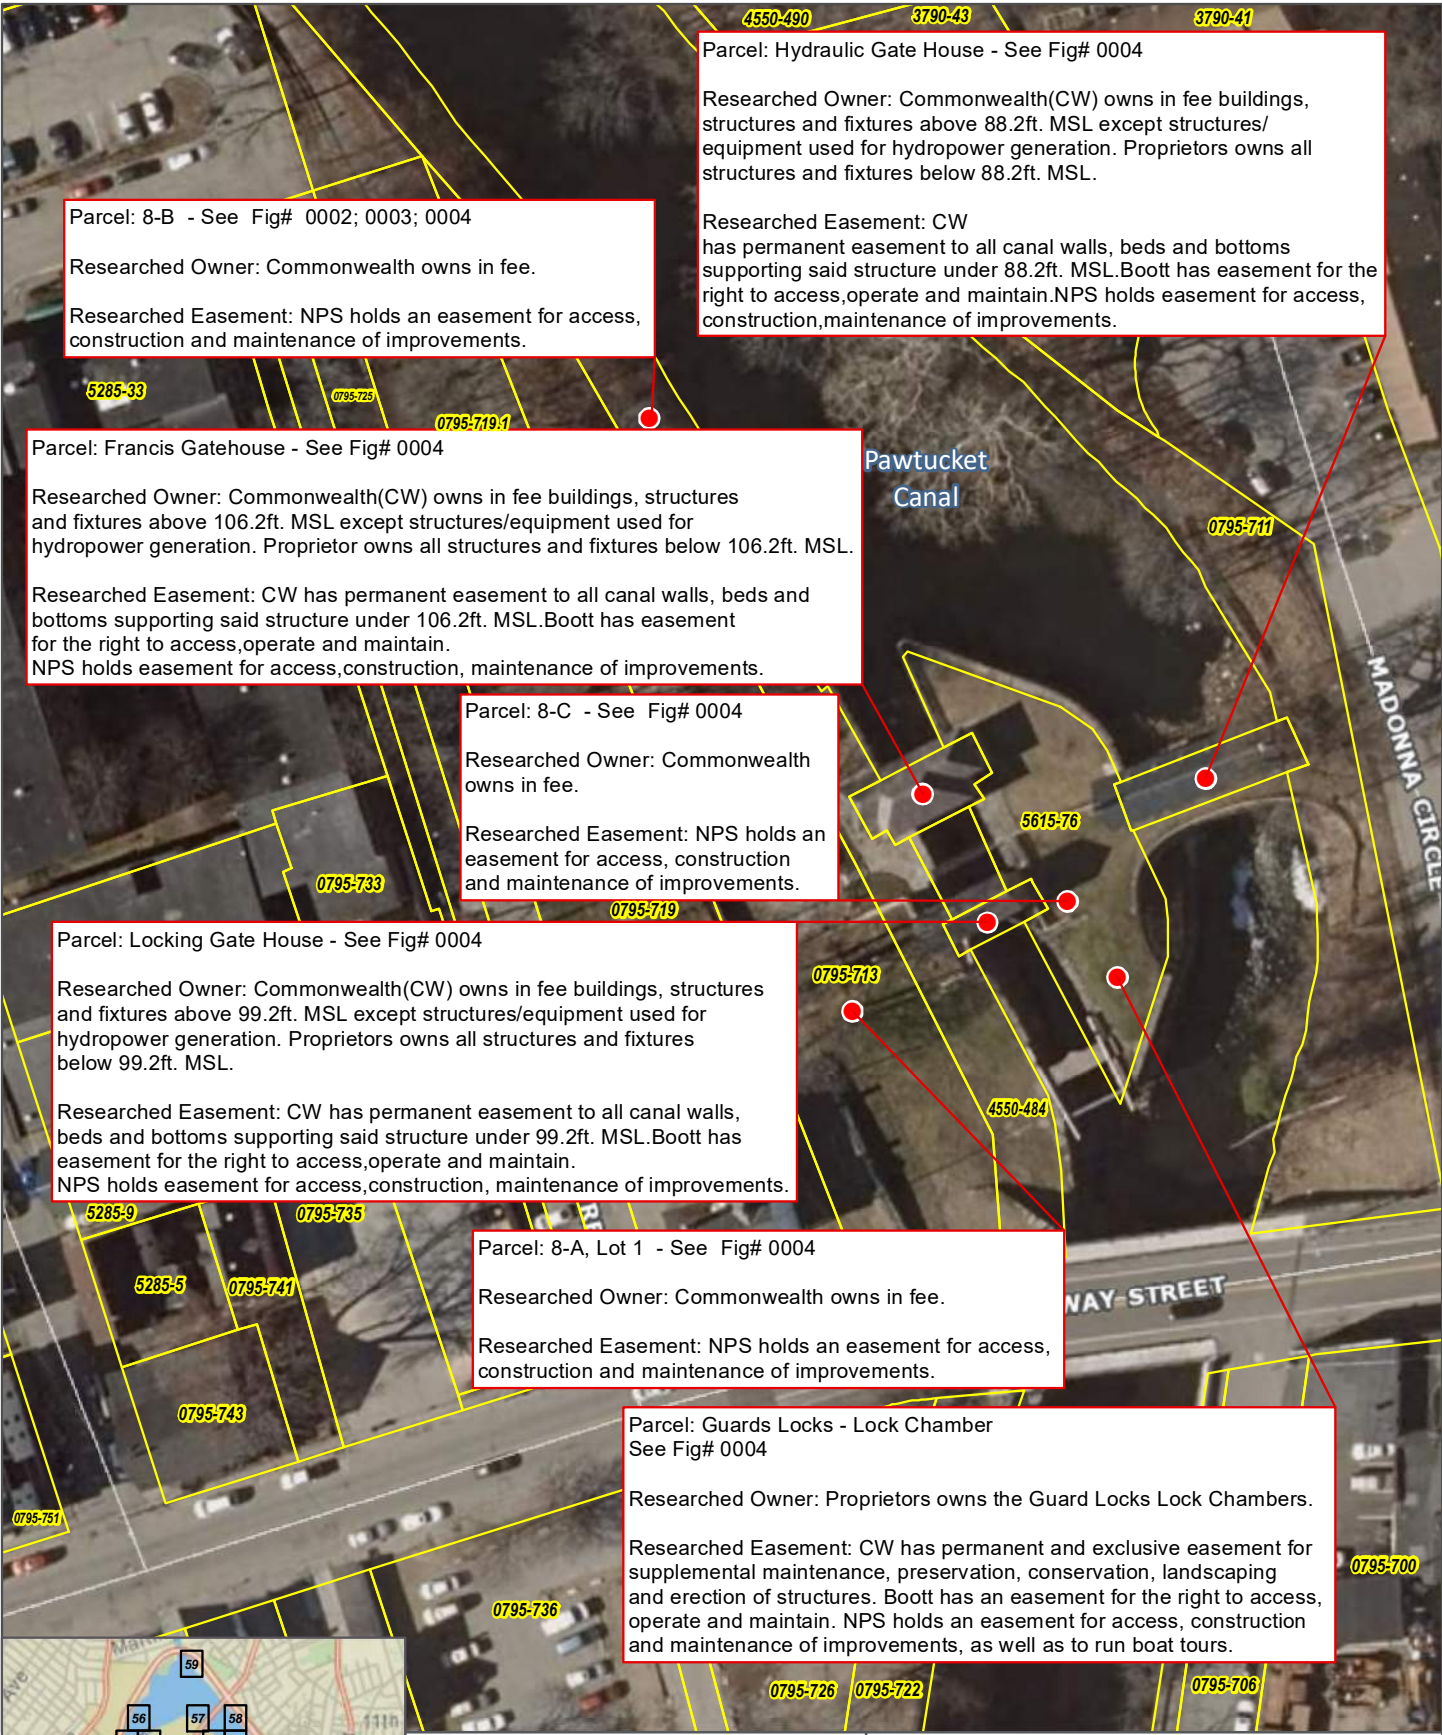 4550-490
3790-43
3790-41
Parcel: Hydraulic Gate House - See Fig# 0004
Researched Owner: Commonwealth(CW) owns in fee buildings,
structures and fixtures above 88.2ft. MSL except structures/
equipment used for hydropower generation. Proprietors owns all
structures and fixtures below 88.2ft. MSL.
Researched Easement: CW
has permanent easement to all canal walls, beds and bottoms
supporting said structure under 88.2ft. MSL.Boott has easement for the
right to access,operate and maintain.NPS holds easement for access,
construction,maintenance of improvements.
Parcel: 8-B - See Fig# 0002; 0003; 0004
Researched Owner: Commonwealth owns in fee.
Researched Easement: NPS holds an easement for access,
construction and maintenance of improvements.
5285-33
0795-725
0795-719.1
Parcel: Francis Gatehouse - See Fig# 0004
Researched Owner: Commonwealth(CW) owns in fee buildings, structures
and fixtures above 106.2ft. MSL except structures/equipment used for
hydropower generation. Proprietor owns all structures and fixtures below 106.2ft. MSL.
Researched Easement: CW has permanent easement to all canal walls, beds and
bottoms supporting said structure under 106.2ft. MSL.Boott has easement
for the right to access,operate and maintain.
NPS holds easement for access,construction, maintenance of improvements.
Pawtucket
Canal
0795-711
MADONNA CIRCLE
Parcel: 8-C - See Fig# 0004
Researched Owner: Commonwealth
owns in fee.
Researched Easement: NPS holds an
easement for access, construction
and maintenance of improvements.
5615-76
0795-733
0795-719
Parcel: Locking Gate House - See Fig# 0004
Researched Owner: Commonwealth(CW) owns in fee buildings, structures
and fixtures above 99.2ft. MSL except structures/equipment used for
hydropower generation. Proprietors owns all structures and fixtures
below 99.2ft. MSL.
Researched Easement: CW has permanent easement to all canal walls,
beds and bottoms supporting said structure under 99.2ft. MSL.Boott has
easement for the right to access,operate and maintain.
NPS holds easement for access,construction, maintenance of improvements.
0795-713
4550-484
5285-9
0795-735
RE
5285-5
0795-741
Parcel: 8-A, Lot 1 - See Fig# 0004
Researched Owner: Commonwealth owns in fee.
Researched Easement: NPS holds an easement for access,
construction and maintenance of improvements.
WAY STREET
0795-743
0795-751
Parcel: Guards Locks - Lock Chamber
See Fig# 0004
Researched Owner: Proprietors owns the Guard Locks Lock Chambers.
Researched Easement: CW has permanent and exclusive easement for
supplemental maintenance, preservation, conservation, landscaping
and erection of structures. Boott has an easement for the right to access,
operate and maintain. NPS holds an easement for access, construction
and maintenance of improvements, as well as to run boat tours.
0795-700
0795-736
0795-726
0795-722
0795-706
Ave
59
56
57
58
11th